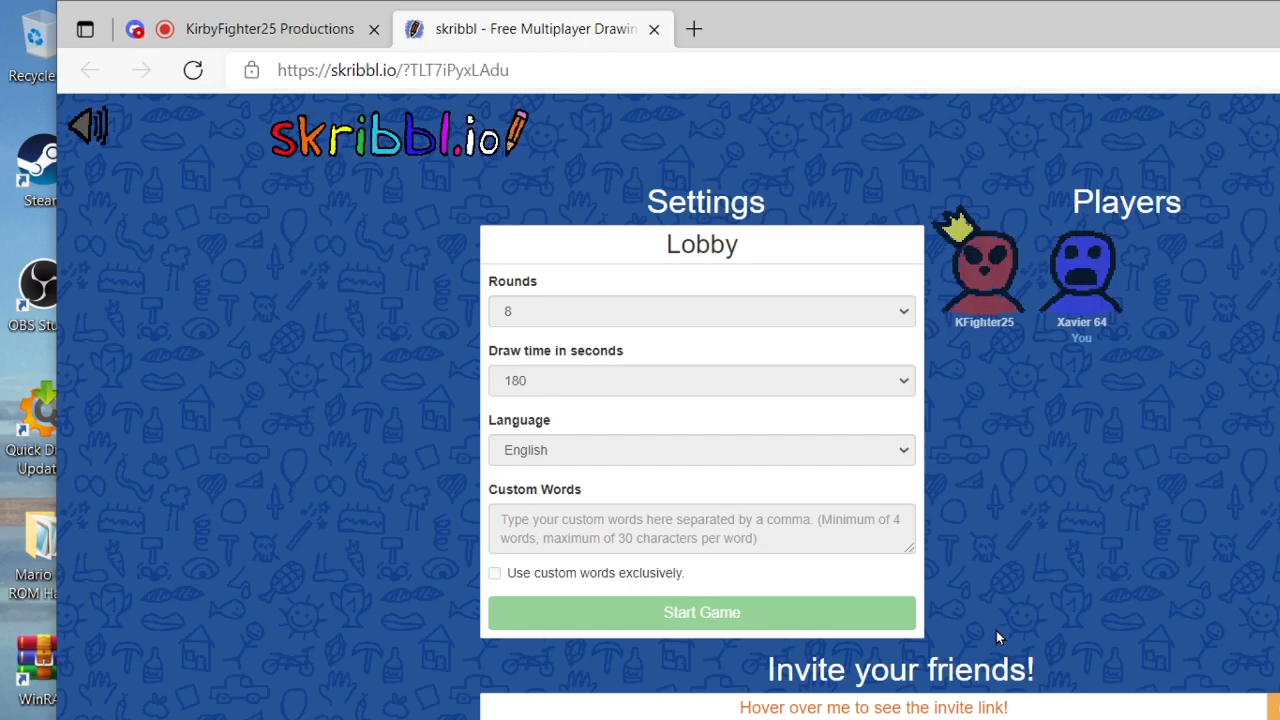 KirbyFighter25 Productions
skribbl - Free Multiplayer Drawin
https://skribbl.io/?TLT7iPyxLAdu
Recycle
Steam
OBS Stu
Quick Di
Updat
Mario
ROM Ha
WinRA
skribbl.io
Settings
Players
Lobby
Rounds
8
Draw time in seconds
180
Language
English
Custom Words
Type your custom words here separated by a comma. (Minimum of 4
words, maximum of 30 characters per word)
Use custom words exclusively.
Start Game
KFighter25
Xavier 64
You
Invite your friends!
Hover over me to see the invite link!